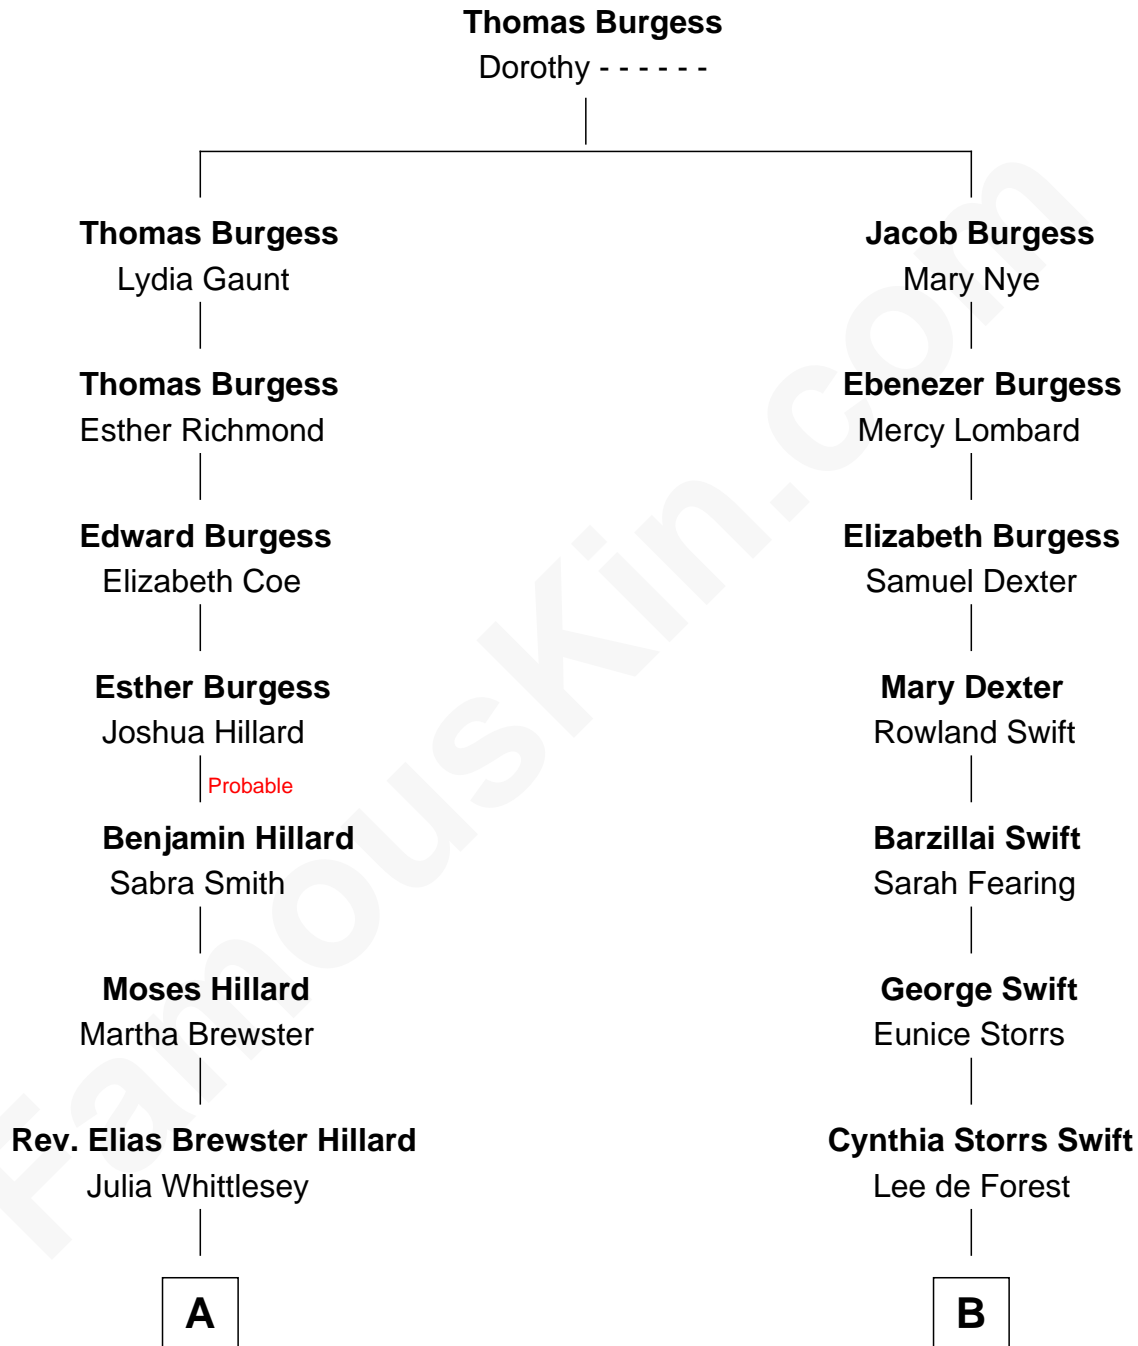 Thomas Burgess
Dorothy - - - - - -
Thomas Burgess
Lydia Gaunt
Jacob Burgess
Mary Nye
Thomas Burgess
Esther Richmond
Ebenezer Burgess
Mercy Lombard
Edward Burgess
Elizabeth Coe
Elizabeth Burgess
Samuel Dexter
Esther Burgess
Joshua Hillard
Mary Dexter
Rowland Swift
Probable
Benjamin Hillard
Sabra Smith
Barzillai Swift
Sarah Fearing
Moses Hillard
Martha Brewster
George Swift
Eunice Storrs
Rev. Elias Brewster Hillard
Julia Whittlesey
Cynthia Storrs Swift
Lee de Forest
A
B
FamousKin.com